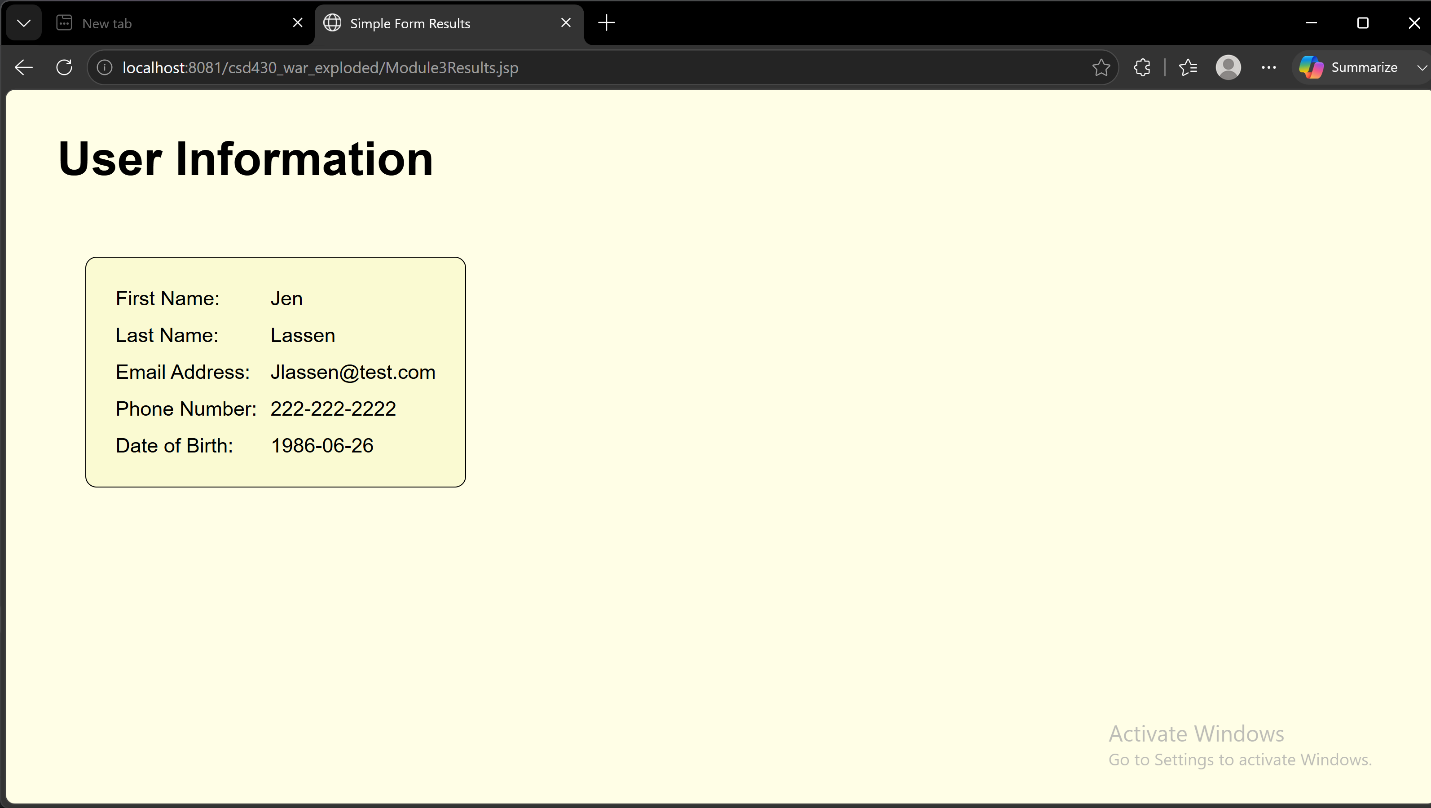 New tab
Simple Form Results
localhost:8081/csd430_war_exploded/Module3Results.jsp
Summarize
User Information
First Name: Jen
Last Name: Lassen
Email Address: Jlassen@test.com
Phone Number: 222-222-2222
Date of Birth: 1986-06-26
Activate Windows
Go to Settings to activate Windows.